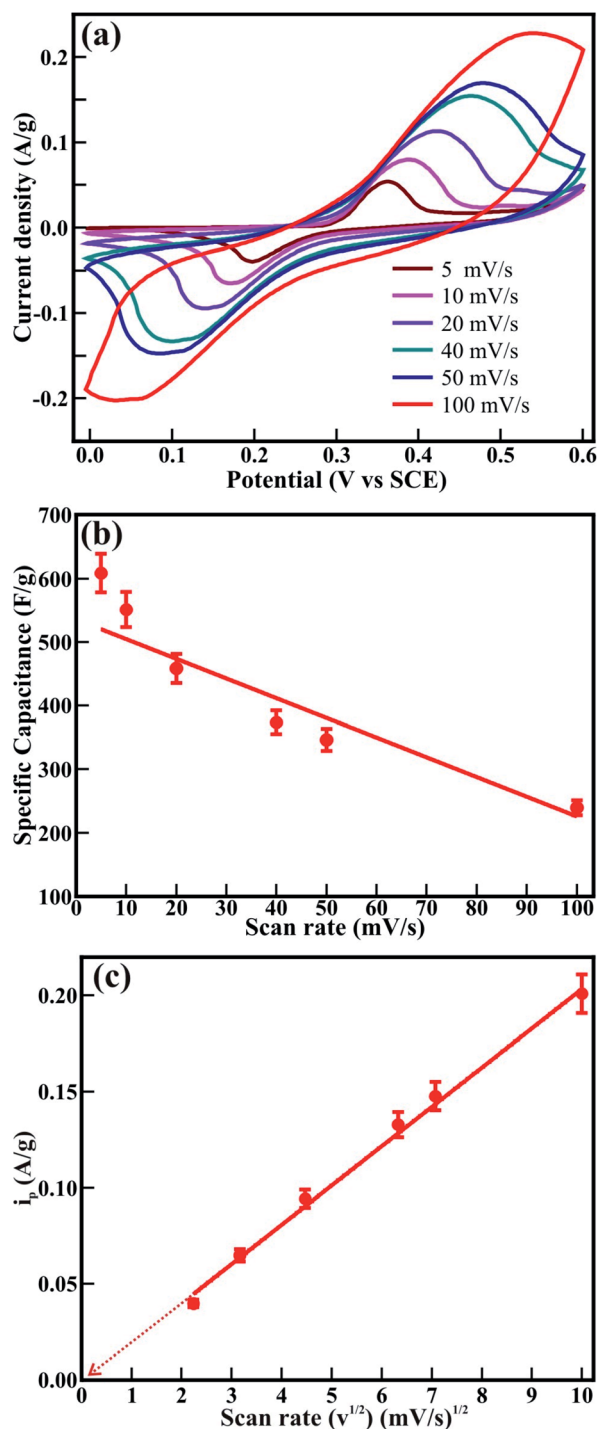 (a)
0.2
0.1
0.0
-0.1
-0.2
Current density (A/g)
5 mV/s
10 mV/s
20 mV/s
40 mV/s
50 mV/s
100 mV/s
0.0 0.1 0.2 0.3 0.4 0.5 0.6
Potential (V vs SCE)
(b)
700
600
500
400
300
200
100
Specific Capacitance (F/g)
0 10 20 30 40 50 60 70 80 90 100
Scan rate (mV/s)
(c)
0.20
0.15
0.10
0.05
0.00
iₚ (A/g)
0 1 2 3 4 5 6 7 8 9 10
Scan rate (v¹/²) (mV/s)¹/²